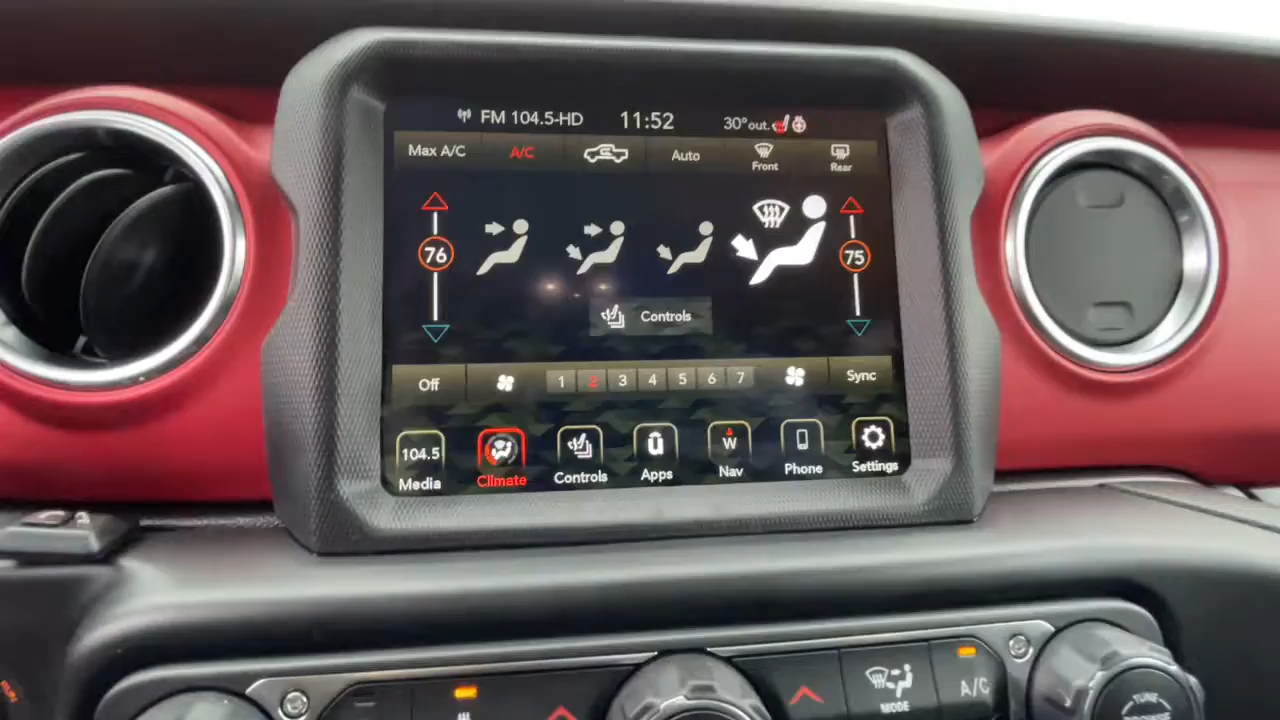 FM 104.5-HD 11:52 30° out.
Max A/C A/C Auto Front Rear
76 75
Controls
Off 1 2 3 4 5 6 7 Sync
104.5 W
Media Climate Controls Apps Nav Phone Settings
MODE A/C TUNE